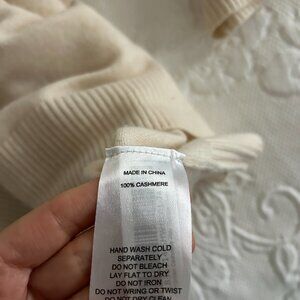 MADE IN CHINA
100% CASHMERE
HAND WASH COLD
SEPARATELY
DO NOT BLEACH
LAY FLAT TO DRY
DO NOT IRON
DO NOT WRING OR TWIST
DO NOT DRY CLEAN